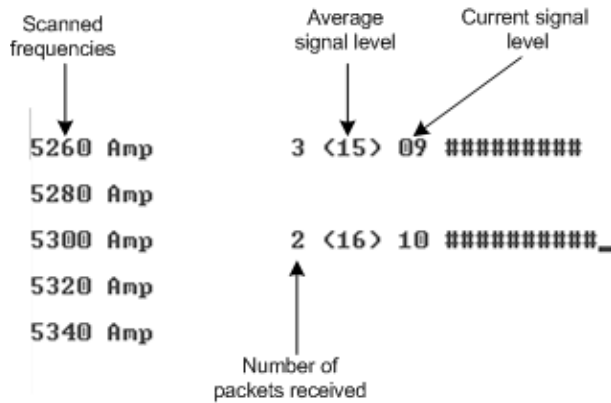 Scanned
frequencies
Average
signal level
Current signal
level
5260 Amp 3 (15) 09 #########
5280 Amp
5300 Amp 2 (16) 10 ##########_
5320 Amp
5340 Amp
Number of
packets received